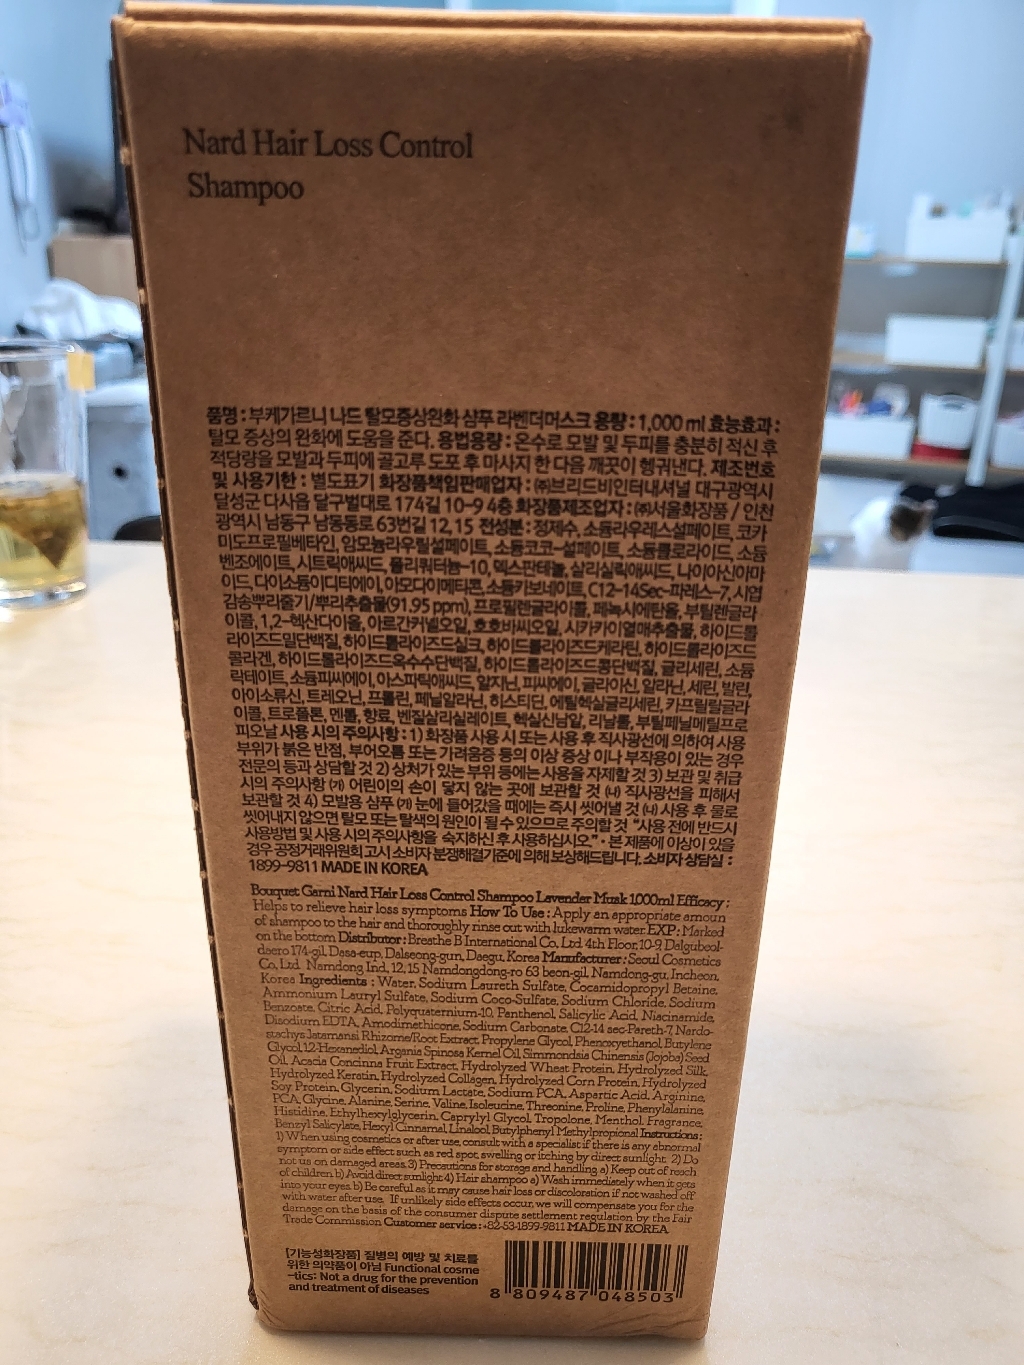 Nard Hair Loss Control
Shampoo
품명 : 부케가르니 나드 탈모증상완화 샴푸 라벤더머스크 용량 : 1,000 ml 효능효과 :
탈모 증상의 완화에 도움을 준다. 용법용량 : 온수로 모발 및 두피를 충분히 적신 후
적당량을 모발과 두피에 골고루 도포 후 마사지 한 다음 깨끗이 헹궈낸다. 제조번호
및 사용기한 : 별도표기 화장품책임판매업자 : ㈜브리드비인터내셔널 대구광역시
달성군 다사읍 달구벌대로 174길 10-9 4층 화장품제조업자 : ㈜서울화장품 / 인천
광역시 남동구 남동동로 63번길 12, 15 전성분 : 정제수, 소듐라우레스설페이트, 코카
미도프로필베타인, 암모늄라우릴설페이트, 소듐코코-설페이트, 소듐클로라이드, 소듐
벤조에이트, 시트릭애씨드, 폴리쿼터늄-10, 덱스판테놀, 살리실릭애씨드, 나이아신아마
이드, 다이소듐이디티에이, 아모다이메티콘, 소듐카보네이트, C12-14Sec-파레스-7, 시엽
감송뿌리줄기/뿌리추출물(91.95 ppm), 프로필렌글라이콜, 페녹시에탄올, 부틸렌글라
이콜, 1,2-헥산다이올, 아르간커넬오일, 호호바씨오일, 시카카이열매추출물, 하이드롤
라이즈드밀단백질, 하이드롤라이즈드실크, 하이드롤라이즈드케라틴, 하이드롤라이즈드
콜라겐, 하이드롤라이즈드옥수수단백질, 하이드롤라이즈드콩단백질, 글리세린, 소듐
락테이트, 소듐피씨에이, 아스파틱애씨드, 알지닌, 피씨에이, 글라이신, 알라닌, 세린, 발린,
아이소류신, 트레오닌, 프롤린, 페닐알라닌, 히스티딘, 에틸헥실글리세린, 카프릴릴글라
이콜, 트로폴론, 멘톨, 향료, 벤질살리실레이트, 헥실신남알, 리날룰, 부틸페닐메틸프로
피오날 사용 시의 주의사항 : 1) 화장품 사용 시 또는 사용 후 직사광선에 의하여 사용
부위가 붉은 반점, 부어오름 또는 가려움증 등의 이상 증상 이나 부작용이 있는 경우
전문의 등과 상담할 것 2) 상처가 있는 부위 등에는 사용을 자제할 것 3) 보관 및 취급
시의 주의사항 ㈎ 어린이의 손이 닿지 않는 곳에 보관할 것 ㈏ 직사광선을 피해서
보관할 것 4) 모발용 샴푸 ㈎ 눈에 들어갔을 때에는 즉시 씻어낼 것 ㈏ 사용 후 물로
씻어내지 않으면 탈모 또는 탈색의 원인이 될 수 있으므로 주의할 것 "사용 전에 반드시
사용방법 및 사용 시의 주의사항을 숙지하신 후 사용하십시오." • 본 제품에 이상이 있을
경우 공정거래위원회 고시 소비자 분쟁해결기준에 의해 보상해드립니다. 소비자 상담실 :
1899-9811 MADE IN KOREA
Bouquet Garni Nard Hair Loss Control Shampoo Lavender Musk 1,000ml Efficacy :
Helps to relieve hair loss symptoms How To Use : Apply an appropriate amoun
of shampoo to the hair and thoroughly rinse out with lukewarm water. EXP : Marked
on the bottom Distributor : Breathe B International Co., Ltd. 4th Floor, 10-9, Dalgubeol-
daero 174-gil, Dasa-eup, Dalseong-gun, Daegu, Korea Manufacturer : Seoul Cosmetics
Co., Ltd. Namdong Ind, 12, 15 Namdongdong-ro 63 beon-gil, Namdong-gu, Incheon,
Korea Ingredients : Water, Sodium Laureth Sulfate, Cocamidopropyl Betaine,
Ammonium Lauryl Sulfate, Sodium Coco-Sulfate, Sodium Chloride, Sodium
Benzoate, Citric Acid, Polyquaternium-10, Panthenol, Salicylic Acid, Niacinamide,
Disodium EDTA, Amodimethicone, Sodium Carbonate, C12-14 sec-Pareth-7, Nardo-
stachys Jatamansi Rhizome/Root Extract, Propylene Glycol, Phenoxyethanol, Butylene
Glycol, 1,2-Hexanediol, Argania Spinosa Kernel Oil, Simmondsia Chinensis (Jojoba) Seed
Oil, Acacia Concinna Fruit Extract, Hydrolyzed Wheat Protein, Hydrolyzed Silk,
Hydrolyzed Keratin, Hydrolyzed Collagen, Hydrolyzed Corn Protein, Hydrolyzed
Soy Protein, Glycerin, Sodium Lactate, Sodium PCA, Aspartic Acid, Arginine,
PCA, Glycine, Alanine, Serine, Valine, Isoleucine, Threonine, Proline, Phenylalanine,
Histidine, Ethylhexylglycerin, Caprylyl Glycol, Tropolone, Menthol, Fragrance,
Benzyl Salicylate, Hexyl Cinnamal, Linalool, Butylphenyl Methylpropional Instructions :
1) When using cosmetics or after use, consult with a specialist if there is any abnormal
symptom or side effect such as red spot, swelling or itching by direct sunlight. 2) Do
not us on damaged areas. 3) Precautions for storage and handling a) Keep out of reach
of children. b) Avoid direct sunlight 4) Hair shampoo a) Wash immediately when it gets
into your eyes. b) Be careful as it may cause hair loss or discoloration if not washed off
with water after use. If unlikely side effects occur, we will compensate you for the
damage on the basis of the consumer dispute settlement regulation by the Fair
Trade Commission Customer service : +82-53-1899-9811 MADE IN KOREA
[기능성화장품] 질병의 예방 및 치료를
위한 의약품이 아님 Functional cosme
-tics: Not a drug for the prevention
and treatment of diseases
8 809487 048503